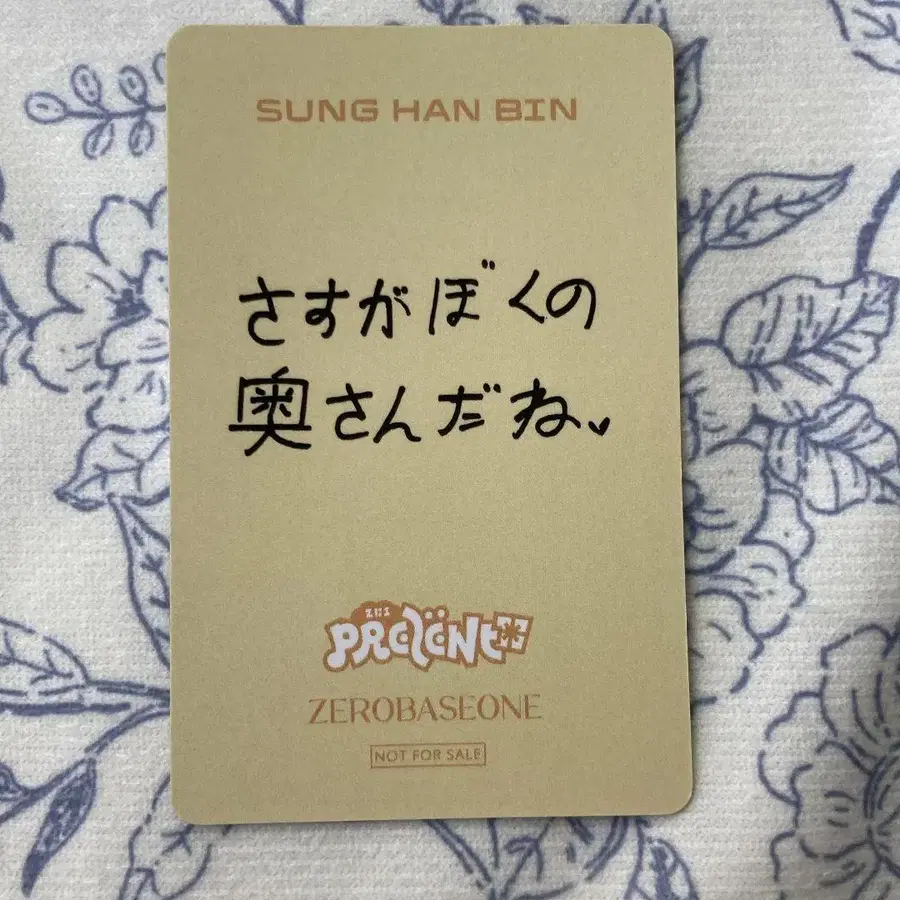 SUNG HAN BIN
さすがぼくの
奥さんだね♥
ZB1
PRESENT
ZEROBASEONE
NOT FOR SALE